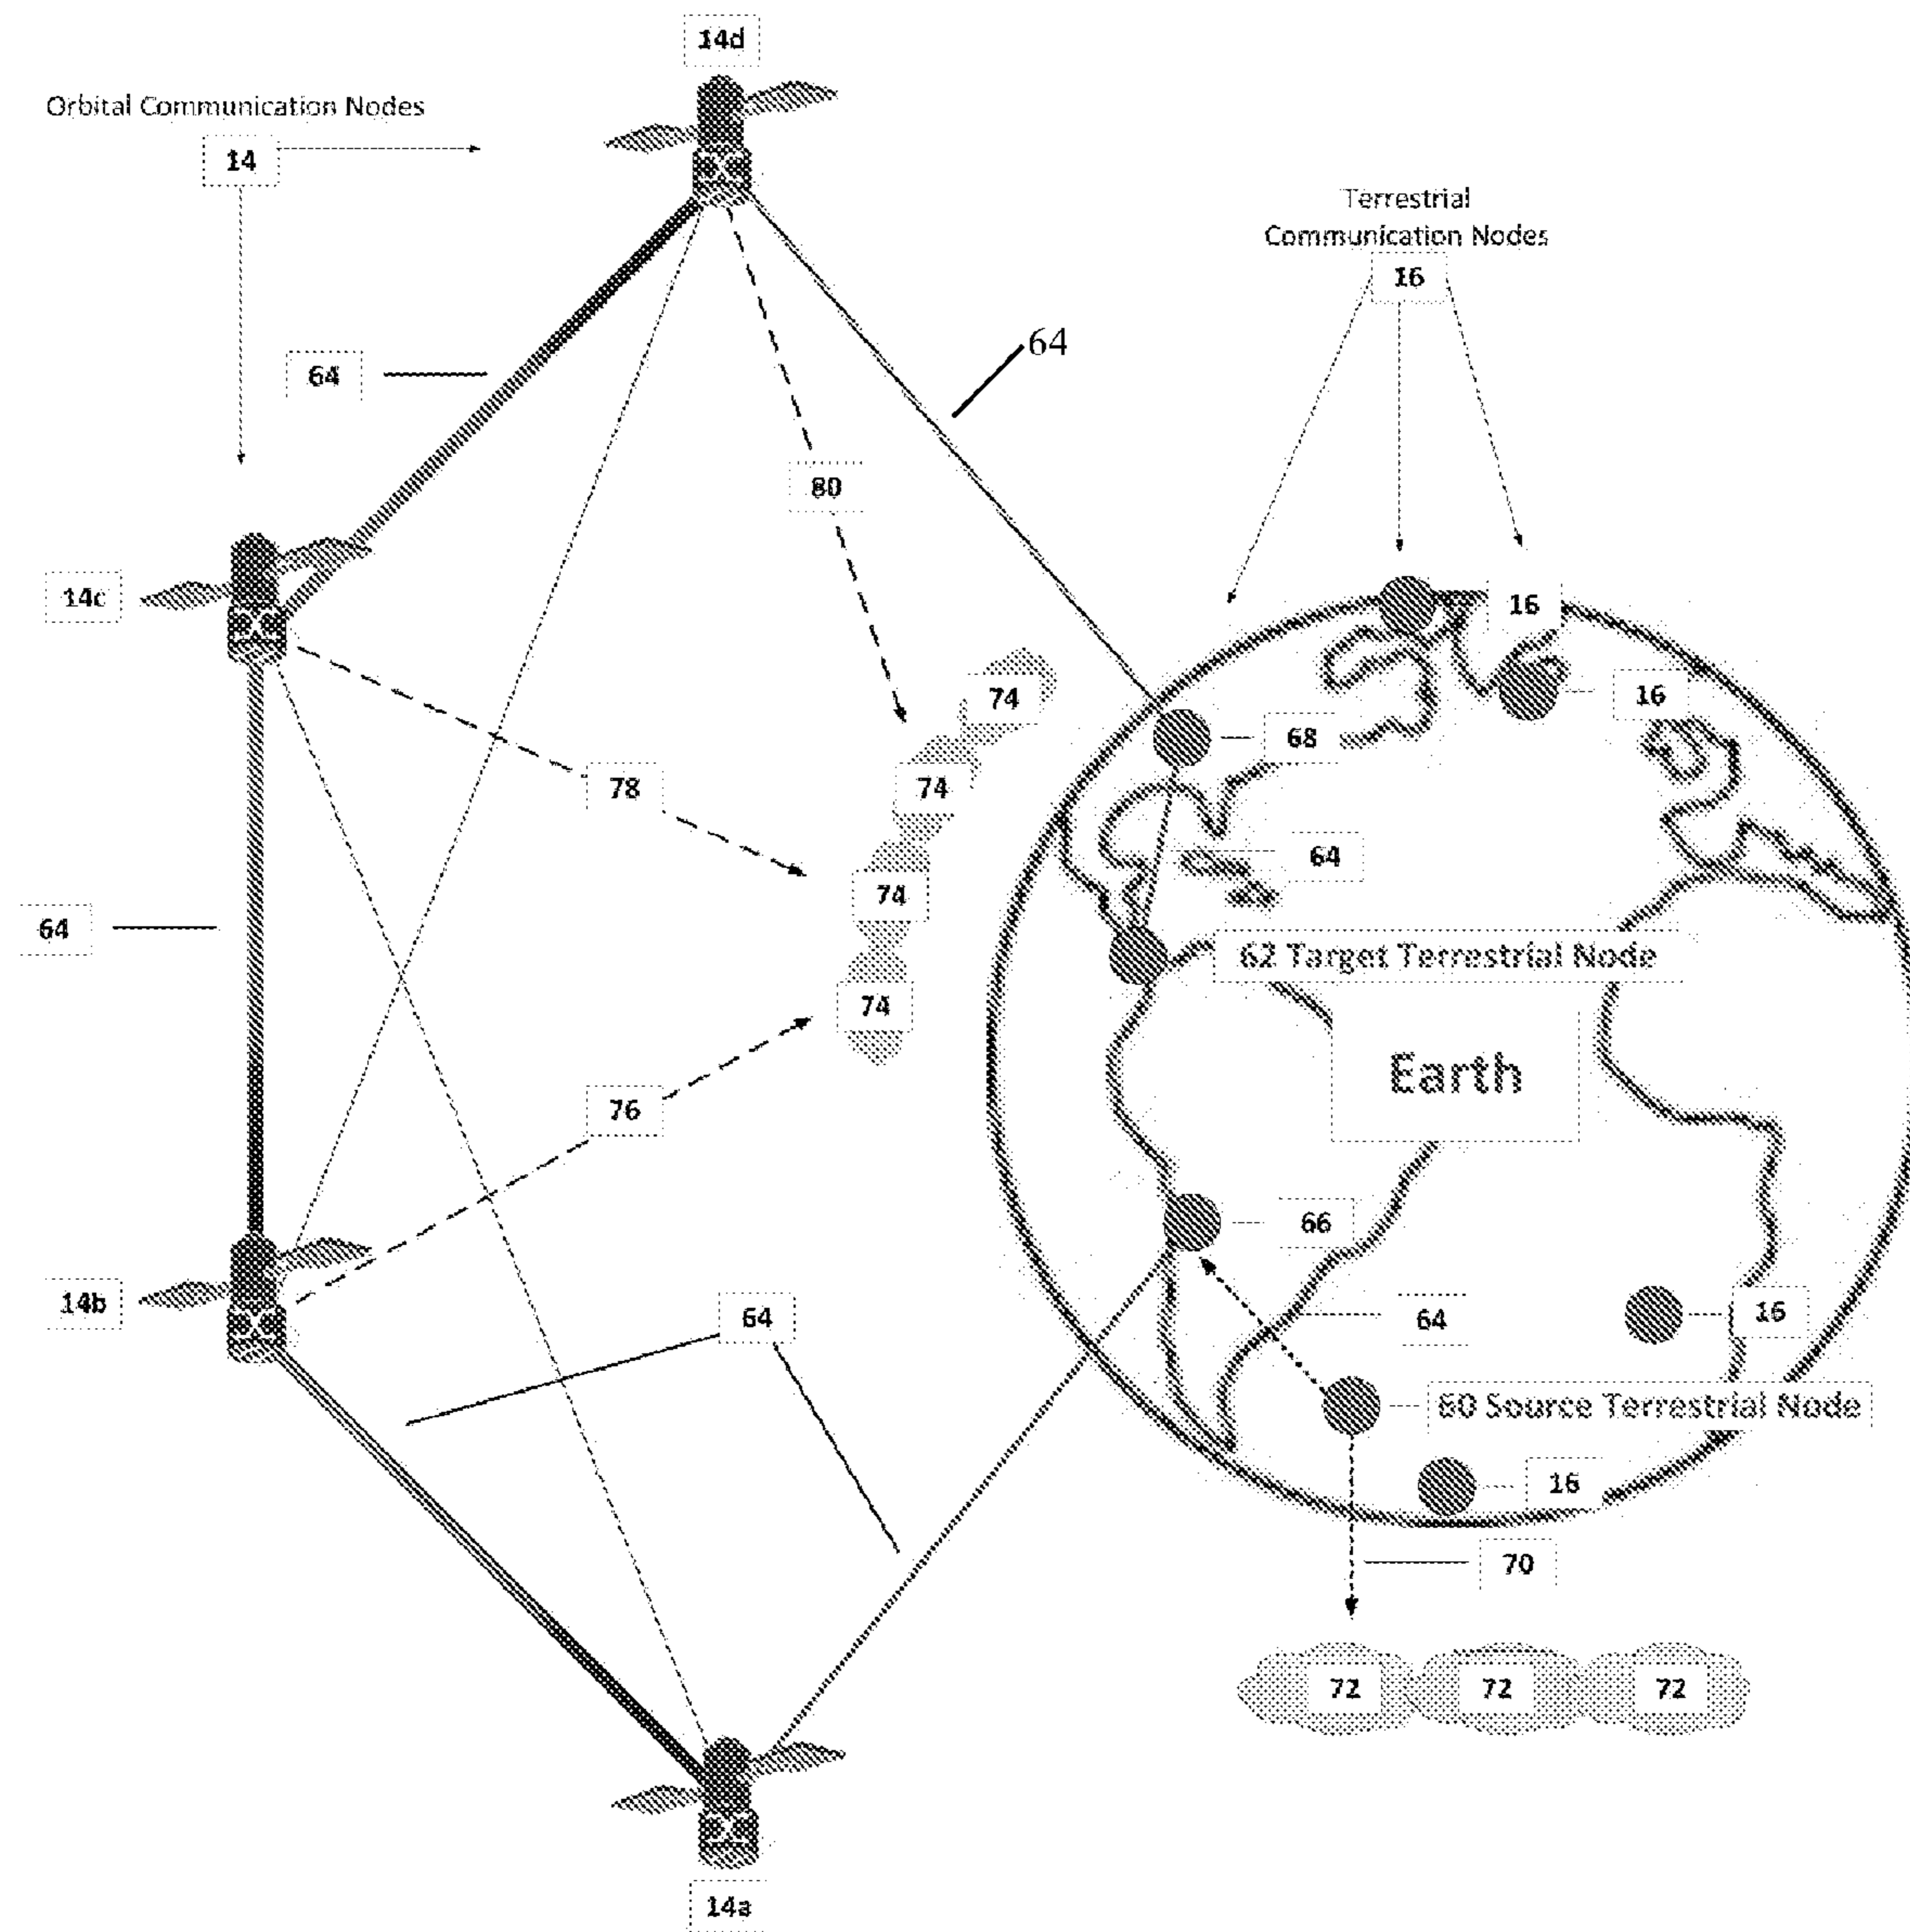 14d
Orbital Communication Nodes
14
Terrestrial
Communication Nodes
16
64
64
80
14c
16
74
16
68
78
74
64
74
64
62 Target Terrestrial Node
74
Earth
76
66
14b
64
64
16
60 Source Terrestrial Node
16
70
72
72
72
14a